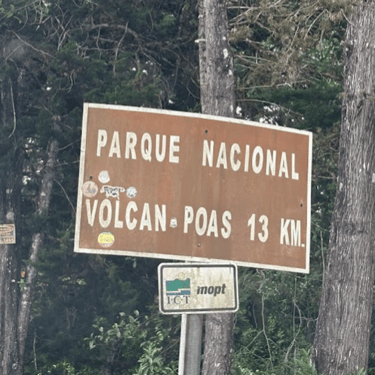 PARQUE NACIONAL
VOLCAN-POAS 13 KM.
ICT mopt